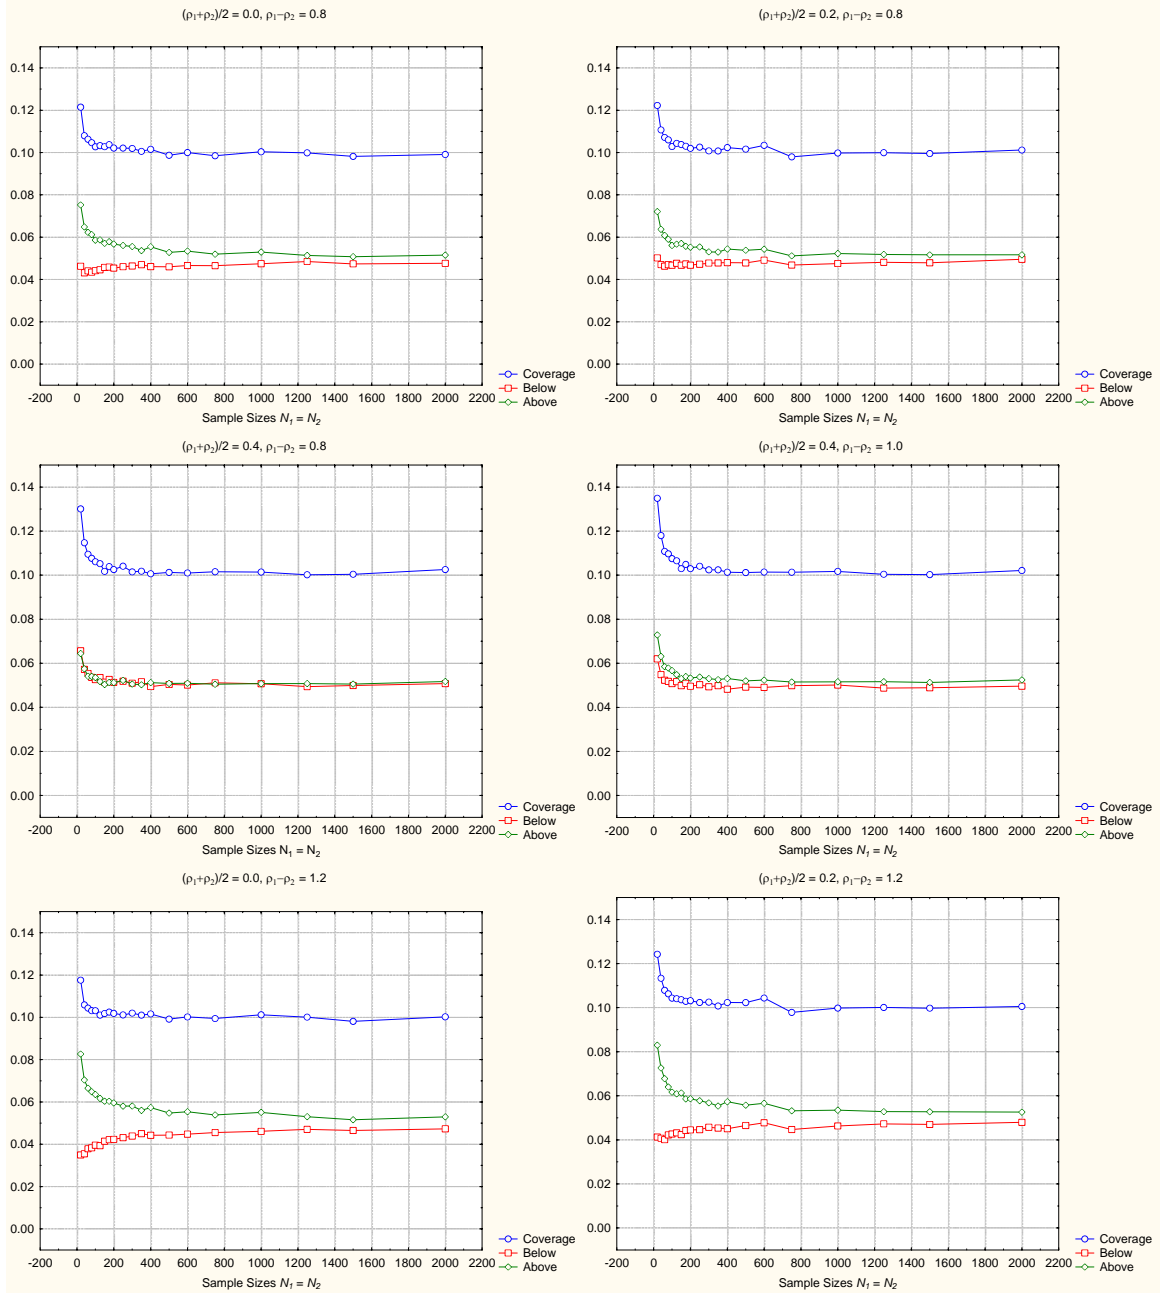 (ρ₁+ρ₂)/2 = 0.0, ρ₁−ρ₂ = 0.8
0.14
0.12
0.10
0.08
0.06
0.04
0.02
0.00
-200 0 200 400 600 800 1000 1200 1400 1600 1800 2000 2200
Sample Sizes N₁ = N₂
Coverage
Below
Above
(ρ₁+ρ₂)/2 = 0.2, ρ₁−ρ₂ = 0.8
0.14
0.12
0.10
0.08
0.06
0.04
0.02
0.00
-200 0 200 400 600 800 1000 1200 1400 1600 1800 2000 2200
Sample Sizes N₁ = N₂
Coverage
Below
Above
(ρ₁+ρ₂)/2 = 0.4, ρ₁−ρ₂ = 0.8
0.14
0.12
0.10
0.08
0.06
0.04
0.02
0.00
-200 0 200 400 600 800 1000 1200 1400 1600 1800 2000 2200
Sample Sizes N₁ = N₂
Coverage
Below
Above
(ρ₁+ρ₂)/2 = 0.4, ρ₁−ρ₂ = 1.0
0.14
0.12
0.10
0.08
0.06
0.04
0.02
0.00
-200 0 200 400 600 800 1000 1200 1400 1600 1800 2000 2200
Sample Sizes N₁ = N₂
Coverage
Below
Above
(ρ₁+ρ₂)/2 = 0.0, ρ₁−ρ₂ = 1.2
0.14
0.12
0.10
0.08
0.06
0.04
0.02
0.00
-200 0 200 400 600 800 1000 1200 1400 1600 1800 2000 2200
Sample Sizes N₁ = N₂
Coverage
Below
Above
(ρ₁+ρ₂)/2 = 0.2, ρ₁−ρ₂ = 1.2
0.14
0.12
0.10
0.08
0.06
0.04
0.02
0.00
-200 0 200 400 600 800 1000 1200 1400 1600 1800 2000 2200
Sample Sizes N₁ = N₂
Coverage
Below
Above